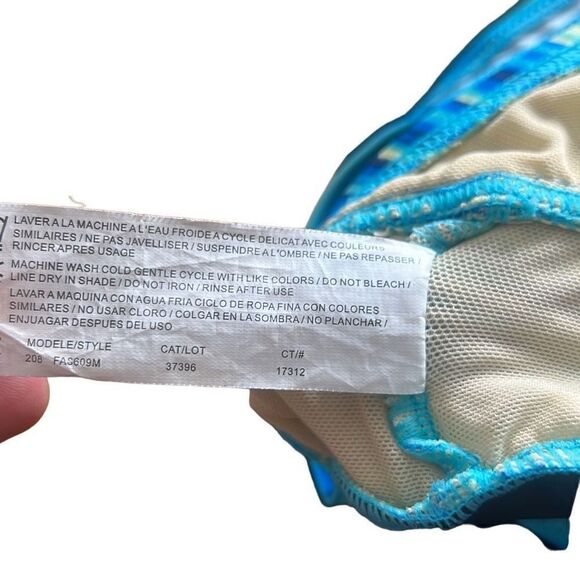 LAVER A LA MACHINE A L'EAU FROIDE A CYCLE DELICAT AVEC COULEURS
SIMILAIRES / NE PAS JAVELLISER / SUSPENDRE A L'OMBRE / NE PAS REPASSER /
RINCER APRES USAGE
MACHINE WASH COLD GENTLE CYCLE WITH LIKE COLORS / DO NOT BLEACH /
LINE DRY IN SHADE / DO NOT IRON / RINSE AFTER USE
LAVAR A MAQUINA CON AGUA FRIA CICLO DE ROPA FINA CON COLORES
SIMILARES / NO USAR CLORO / COLGAR EN LA SOMBRA / NO PLANCHAR /
ENJUAGAR DESPUES DEL USO
MODELE/STYLE CAT/LOT CT/#
208 FAS609M 37396 17312